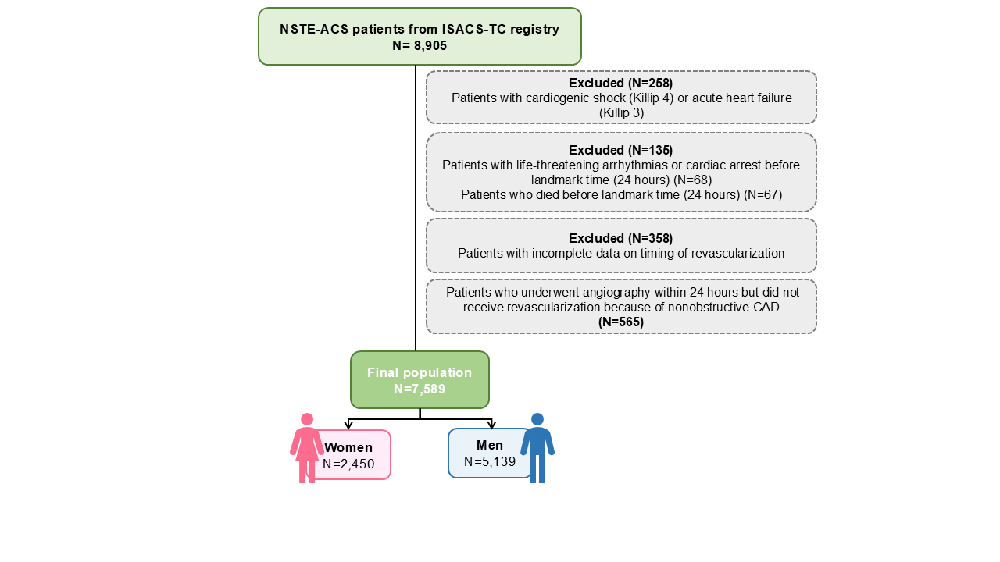 NSTE-ACS patients from ISACS-TC registry
N= 8,905
Excluded (N=258)
Patients with cardiogenic shock (Killip 4) or acute heart failure
(Killip 3)
Excluded (N=135)
Patients with life-threatening arrhythmias or cardiac arrest before
landmark time (24 hours) (N=68)
Patients who died before landmark time (24 hours) (N=67)
Excluded (N=358)
Patients with incomplete data on timing of revascularization
Patients who underwent angiography within 24 hours but did not
receive revascularization because of nonobstructive CAD
(N=565)
Final population
N=7,589
Women
N=2,450
Men
N=5,139